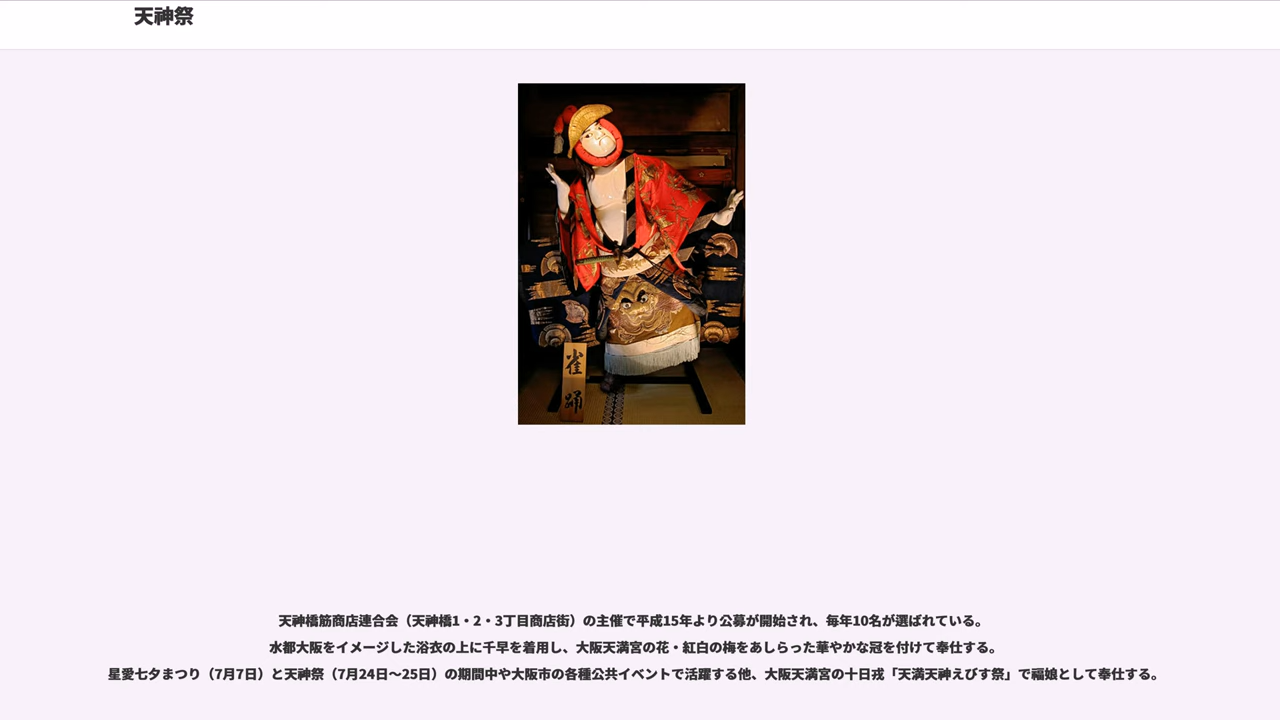 天神祭
雀踊
天神橋筋商店連合会（天神橋1・2・3丁目商店街）の主催で平成15年より公募が開始され、毎年10名が選ばれている。
水都大阪をイメージした浴衣の上に千早を着用し、大阪天満宮の花・紅白の梅をあしらった華やかな冠を付けて奉仕する。
星愛七夕まつり（7月7日）と天神祭（7月24日〜25日）の期間中や大阪市の各種公共イベントで活躍する他、大阪天満宮の十日戎「天満天神えびす祭」で福娘として奉仕する。